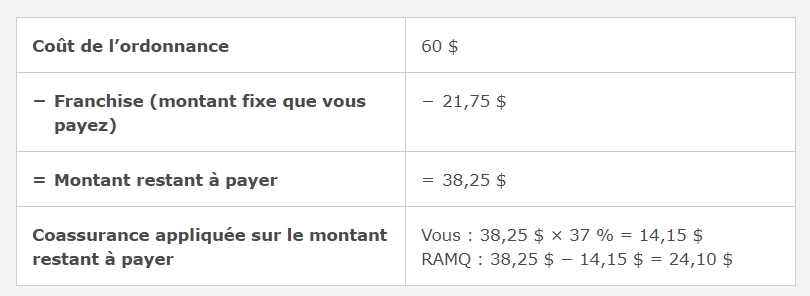 Coût de l’ordonnance
60 $
− Franchise (montant fixe que vous
payez)
− 21,75 $
= Montant restant à payer
= 38,25 $
Coassurance appliquée sur le montant
restant à payer
Vous : 38,25 $ × 37 % = 14,15 $
RAMQ : 38,25 $ − 14,15 $ = 24,10 $